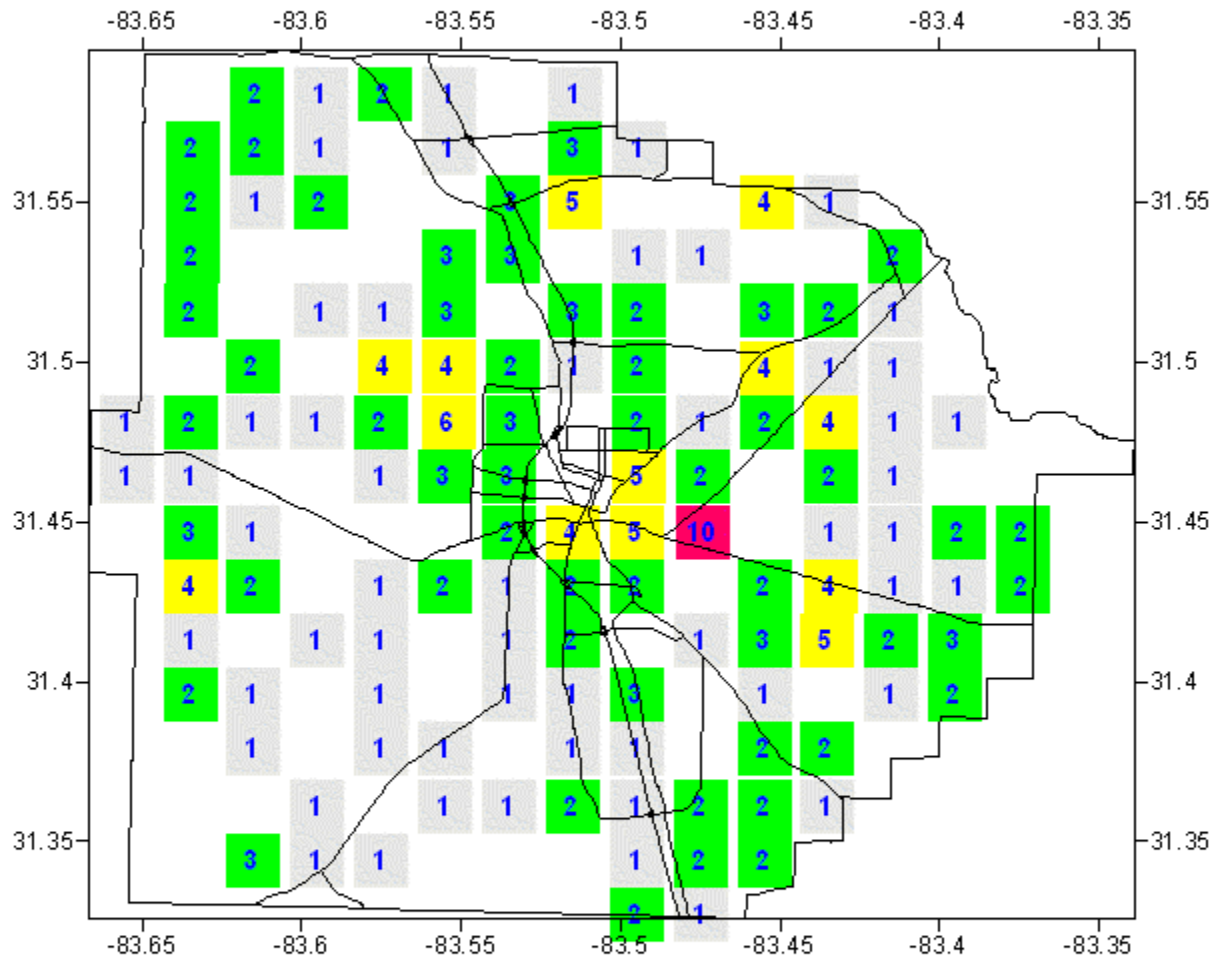 -83.65 -83.6 -83.55 -83.5 -83.45 -83.4 -83.35
2 1 2 1 1
2 2 1 1 3 1
31.55 2 1 2 3 5 4 1 31.55
2 3 3 1 1 2
2 1 1 3 3 2 3 2 1
31.5 2 4 4 2 1 2 4 1 1 31.5
1 2 1 1 2 6 3 2 1 2 4 1 1
1 1 1 3 3 5 2 2 1
31.45 3 1 2 4 5 10 1 1 2 2 31.45
4 2 1 2 1 2 2 2 4 1 1 2
1 1 1 1 2 1 3 5 2 3
31.4 2 1 1 1 1 3 1 1 2 31.4
1 1 1 1 1 2 2
1 1 1 2 1 2 2 1
31.35 3 1 1 1 2 2 31.35
2 1
-83.65 -83.6 -83.55 -83.5 -83.45 -83.4 -83.35